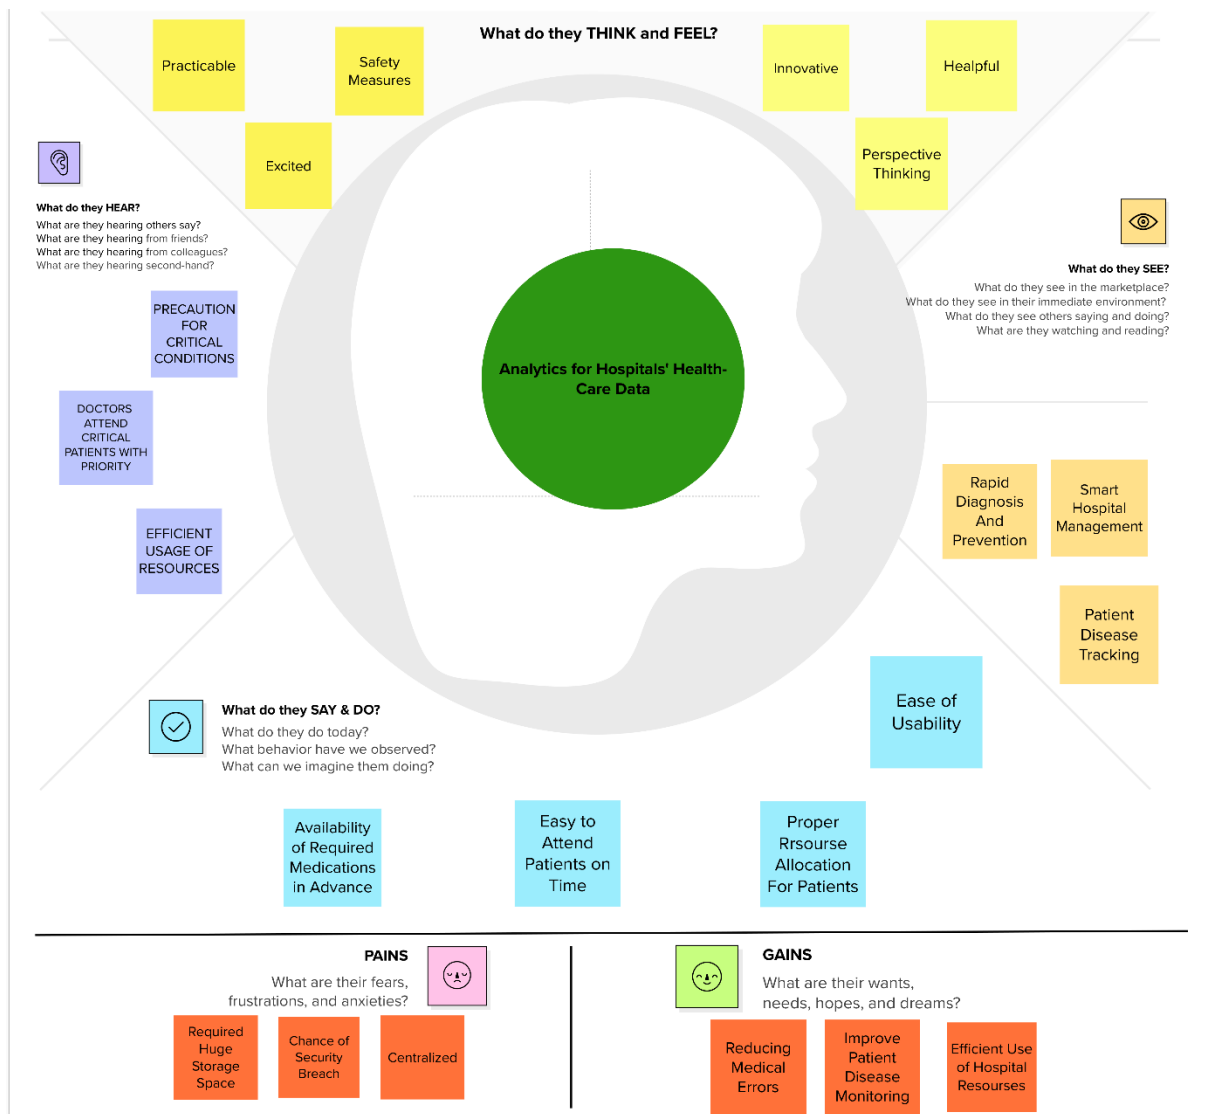 What do they THINK and FEEL?
Practicable
Safety
Measures
Excited
Innovative
Healpful
Perspective
Thinking
What do they HEAR?
What are they hearing others say?
What are they hearing from friends?
What are they hearing from colleagues?
What are they hearing second-hand?
PRECAUTION
FOR
CRITICAL
CONDITIONS
DOCTORS
ATTEND
CRITICAL
PATIENTS WITH
PRIORITY
EFFICIENT
USAGE OF
RESOURCES
Analytics for Hospitals' Health-
Care Data
What do they SEE?
What do they see in the marketplace?
What do they see in their immediate environment?
What do they see others saying and doing?
What are they watching and reading?
Rapid
Diagnosis
And
Prevention
Smart
Hospital
Management
Patient
Disease
Tracking
What do they SAY & DO?
What do they do today?
What behavior have we observed?
What can we imagine them doing?
Ease of
Usability
Availability
of Required
Medications
in Advance
Easy to
Attend
Patients on
Time
Proper
Rrsourse
Allocation
For Patients
PAINS
What are their fears,
frustrations, and anxieties?
Required
Huge
Storage
Space
Chance of
Security
Breach
Centralized
GAINS
What are their wants,
needs, hopes, and dreams?
Reducing
Medical
Errors
Improve
Patient
Disease
Monitoring
Efficient Use
of Hospital
Resourses